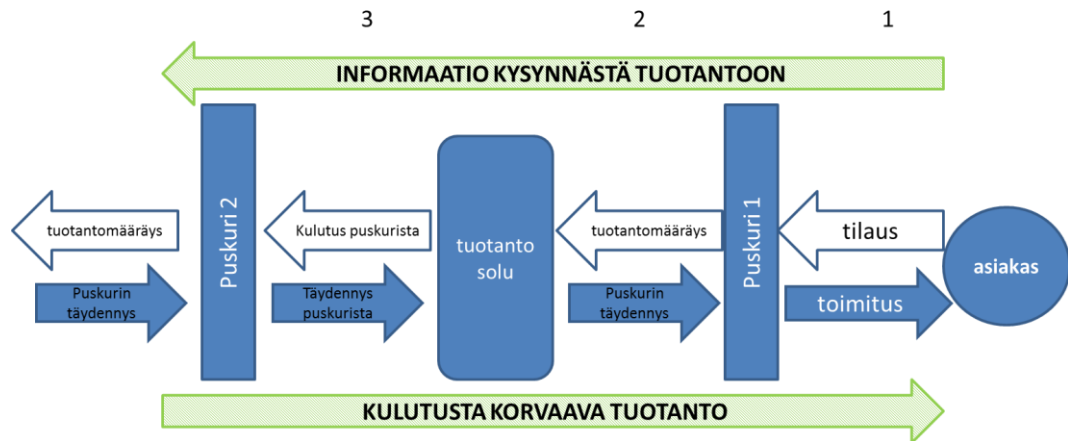 3
2
1
INFORMAATIO KYSYNNÄSTÄ TUOTANTOON
tuotantomääräys
Puskurin
täydennys
Puskuri 2
Kulutus puskurista
Täydennys
puskurista
tuotanto
solu
tuotantomääräys
Puskurin
täydennys
Puskuri 1
tilaus
toimitus
asiakas
KULUTUSTA KORVAAVA TUOTANTO